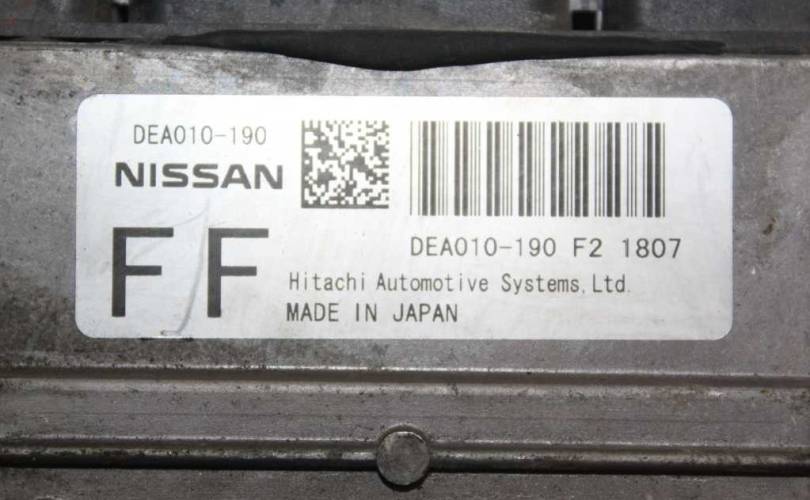 DEA010-190
NISSAN
FF
DEA010-190 F2 1807
Hitachi Automotive Systems, Ltd.
MADE IN JAPAN